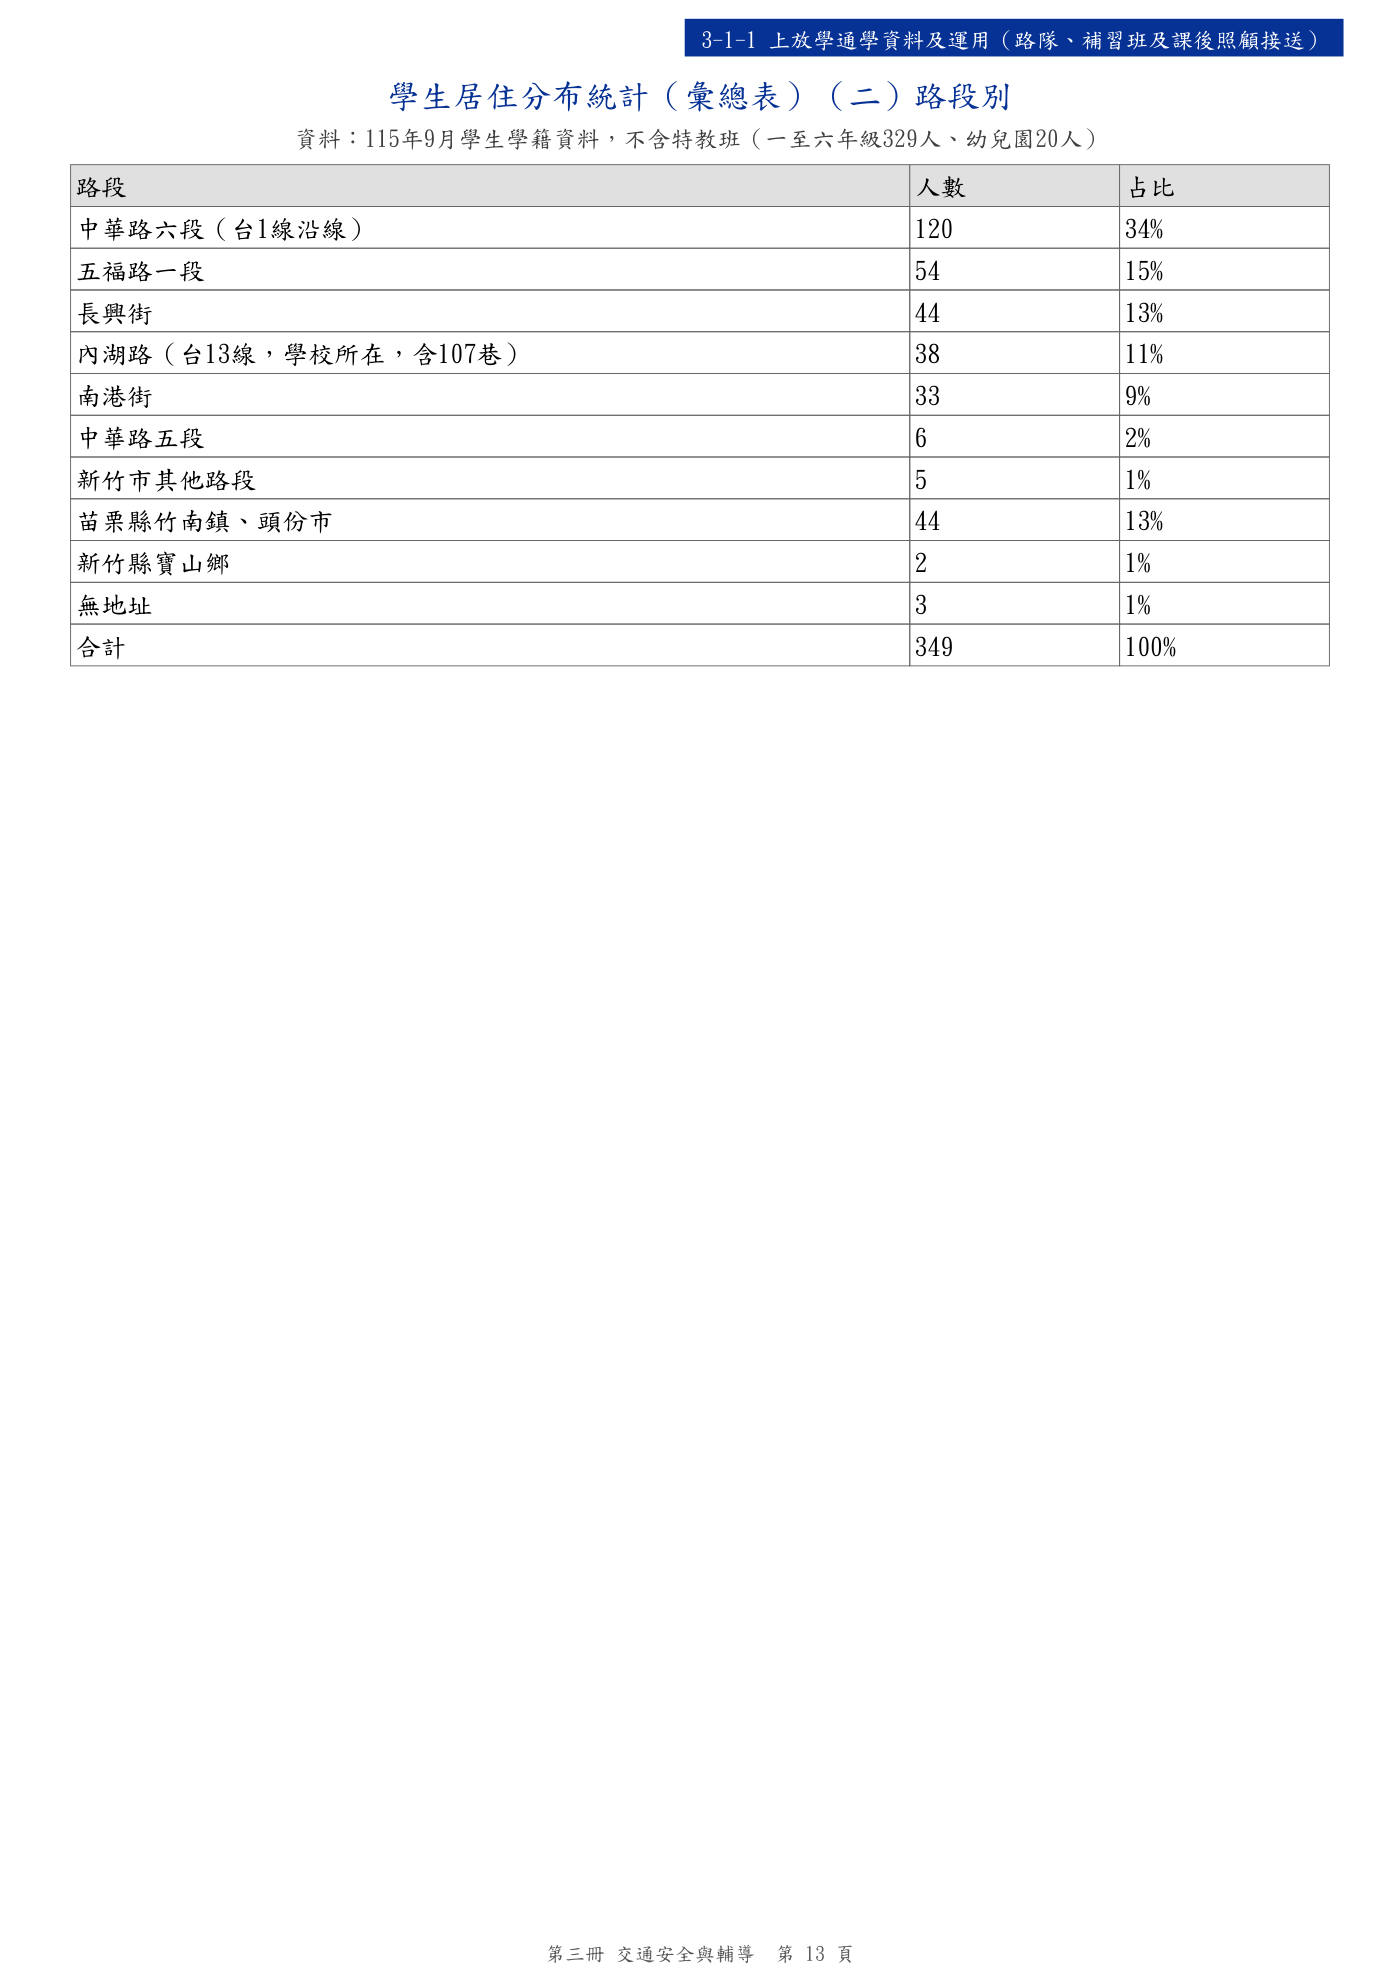 3-1-1 上放學通學資料及運用（路隊、補習班及課後照顧接送）
學生居住分布統計（彙總表）（二）路段別
資料：115年9月學生學籍資料，不含特教班（一至六年級329人、幼兒園20人）
路段 人數 占比
中華路六段（台1線沿線） 120 34%
五福路一段 54 15%
長興街 44 13%
內湖路（台13線，學校所在，含107巷） 38 11%
南港街 33 9%
中華路五段 6 2%
新竹市其他路段 5 1%
苗栗縣竹南鎮、頭份市 44 13%
新竹縣寶山鄉 2 1%
無地址 3 1%
合計 349 100%
第三冊 交通安全與輔導 第 13 頁